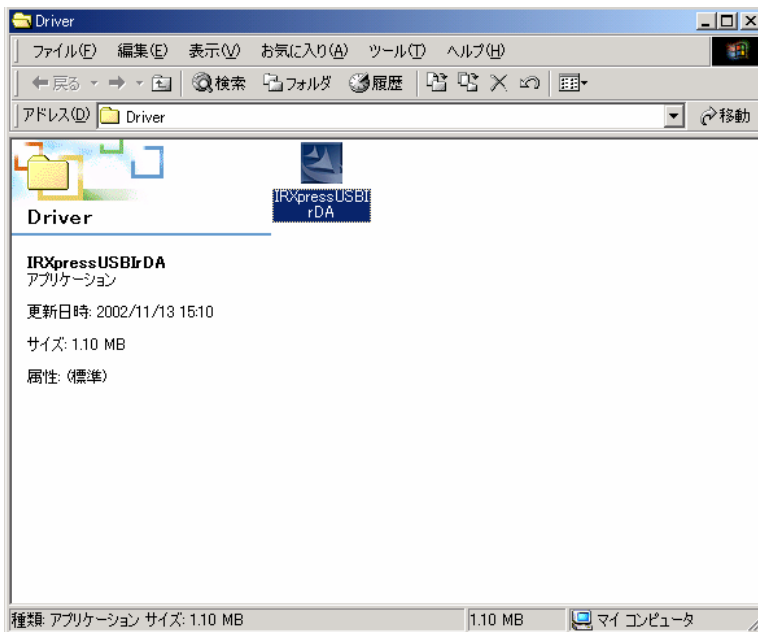 Driver
ファイル(F) 編集(E) 表示(V) お気に入り(A) ツール(T) ヘルプ(H)
戻る 検索 フォルダ 履歴
アドレス(D) Driver 移動
Driver
IRXpressUSBI
rDA
IRXpressUSBIrDA
アプリケーション
更新日時: 2002/11/13 15:10
サイズ: 1.10 MB
属性: (標準)
種類: アプリケーション サイズ: 1.10 MB 1.10 MB マイ コンピュータ